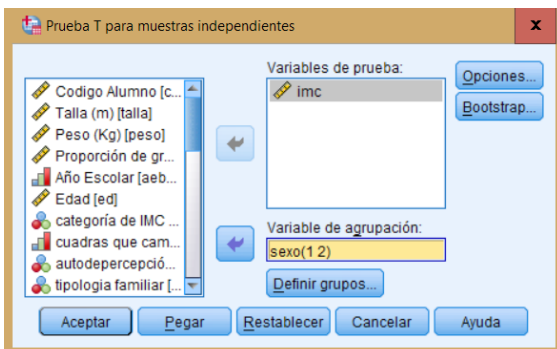 Prueba T para muestras independientes
x
Codigo Alumno [c...
Talla (m) [talla]
Peso (Kg) [peso]
Proporción de gr...
Año Escolar [aeb...
Edad [ed]
categoría de IMC ...
cuadras que cam...
autodepercepció...
tipologia familiar [...
Variables de prueba:
imc
Variable de agrupación:
sexo(1 2)
Definir grupos...
Opciones...
Bootstrap...
Aceptar
Pegar
Restablecer
Cancelar
Ayuda